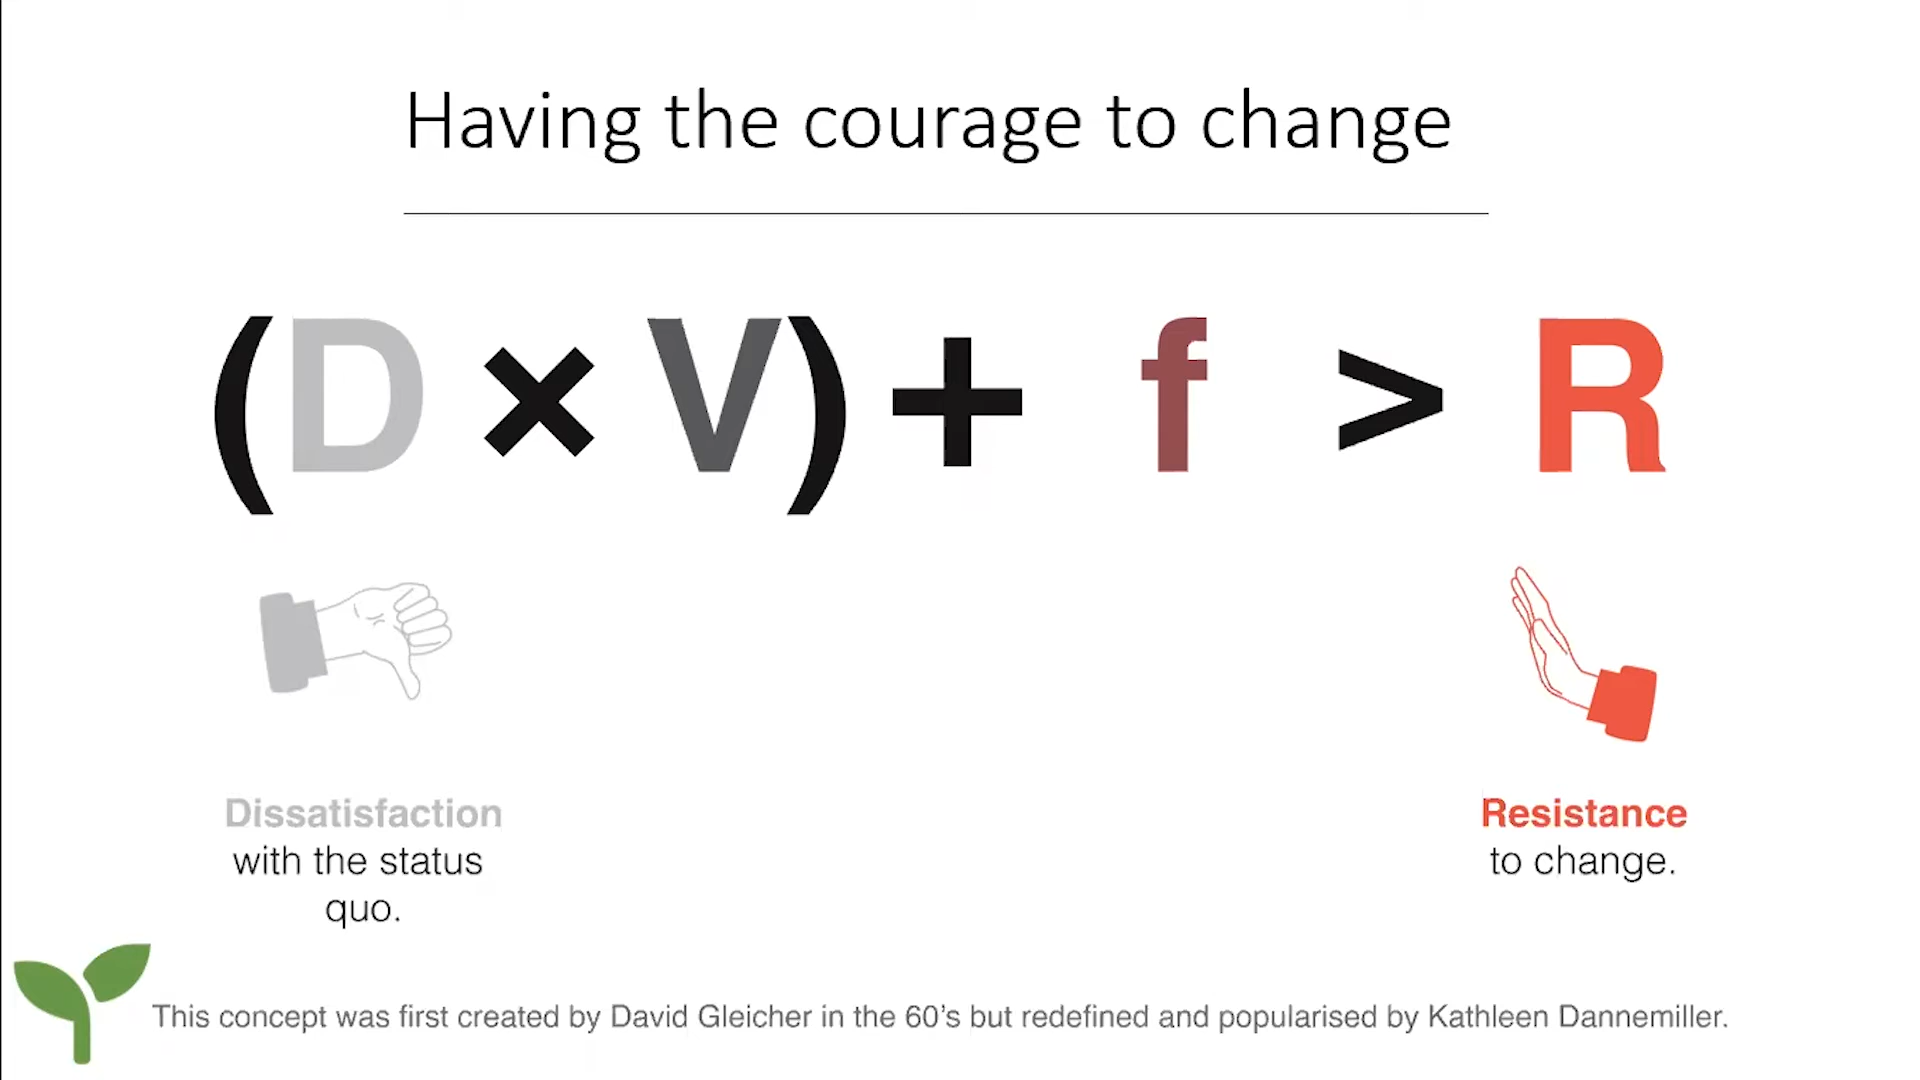 Having the courage to change
(D × V) + f > R
Dissatisfaction
with the status
quo.
Resistance
to change.
This concept was first created by David Gleicher in the 60's but redefined and popularised by Kathleen Dannemiller.